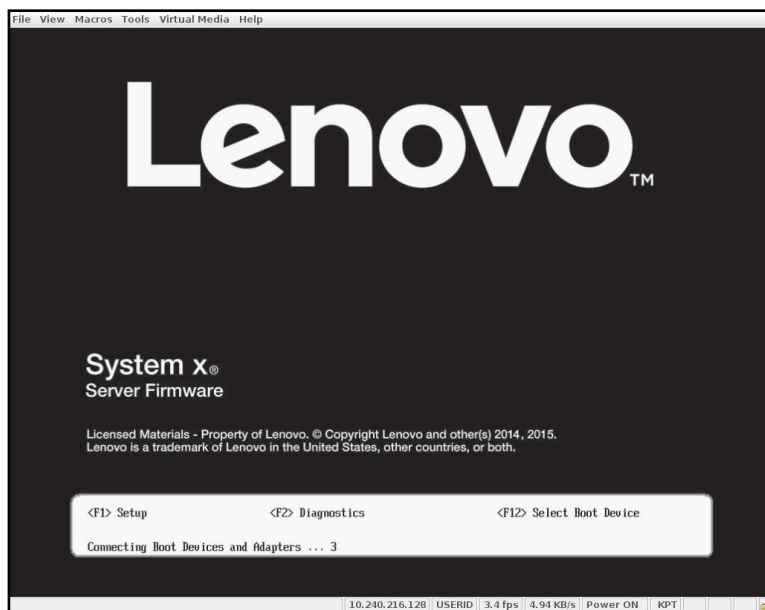 File View Macros Tools Virtual Media Help
Lenovo™
System x®
Server Firmware
Licensed Materials - Property of Lenovo. © Copyright Lenovo and other(s) 2014, 2015.
Lenovo is a trademark of Lenovo in the United States, other countries, or both.
<F1> Setup <F2> Diagnostics <F12> Select Boot Device
Connecting Boot Devices and Adapters ... 3
10.240.216.128 USERID 3.4 fps 4.94 KB/s Power ON KPT